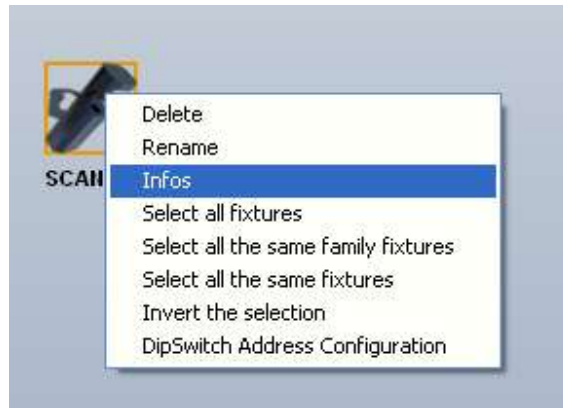 SCAN
Delete
Rename
Infos
Select all fixtures
Select all the same family fixtures
Select all the same fixtures
Invert the selection
DipSwitch Address Configuration